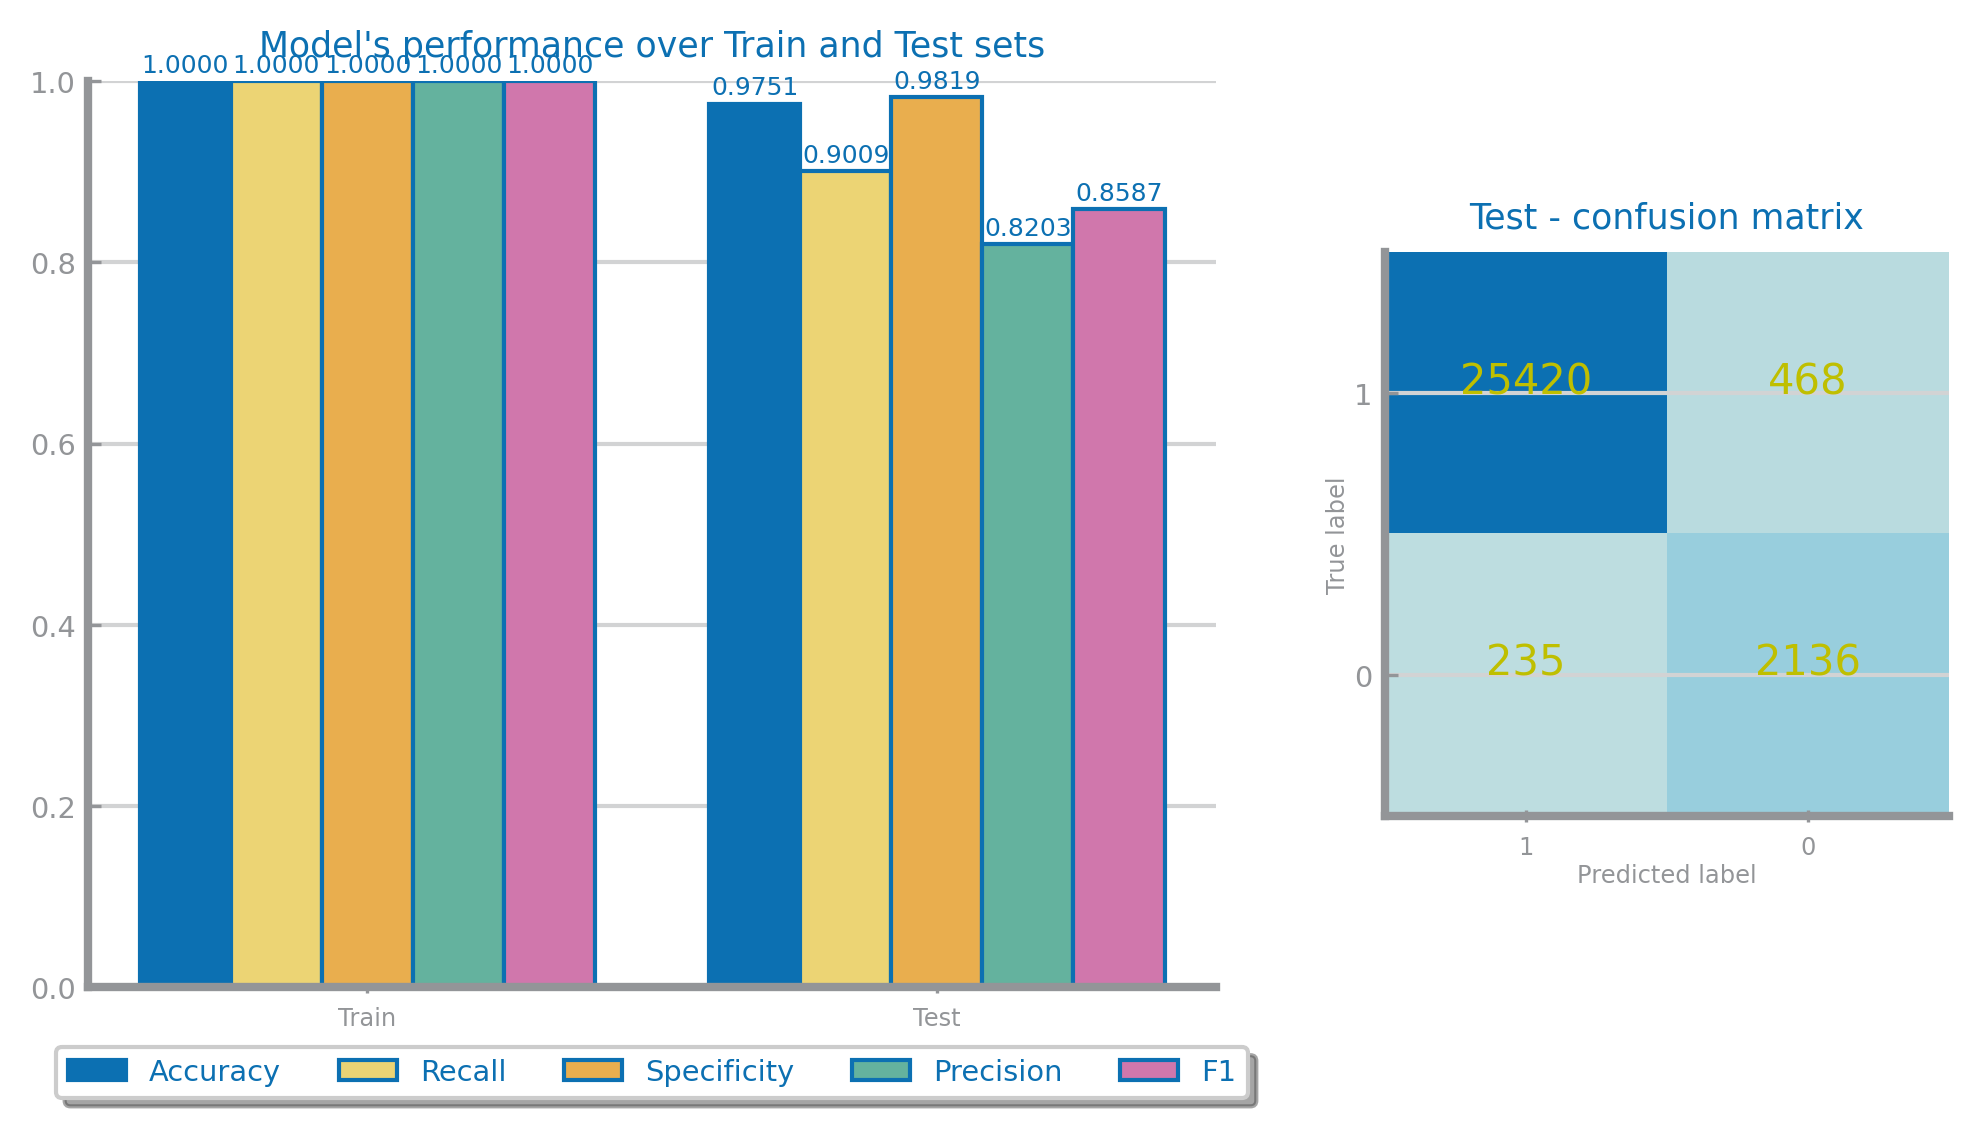 Model's performance over Train and Test sets
1.0000 1.0000 1.0000 1.0000 1.0000
0.9751 0.9009 0.9819 0.8203 0.8587
1.0
0.8
0.6
0.4
0.2
0.0
Train Test
Accuracy Recall Specificity Precision F1
Test - confusion matrix
True label
1 25420 468
0 235 2136
1 0
Predicted label